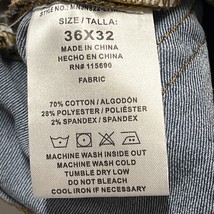 SIZE / TALLA:
36X32
MADE IN CHINA
HECHO EN CHINA
RN# 115690
FABRIC
70% COTTON / ALGODÓN
28% POLYESTER / POLIÉSTER
2% SPANDEX / SPANDEX
MACHINE WASH INSIDE OUT
MACHINE WASH COLD
TUMBLE DRY LOW
DO NOT BLEACH
COOL IRON IF NECESSARY